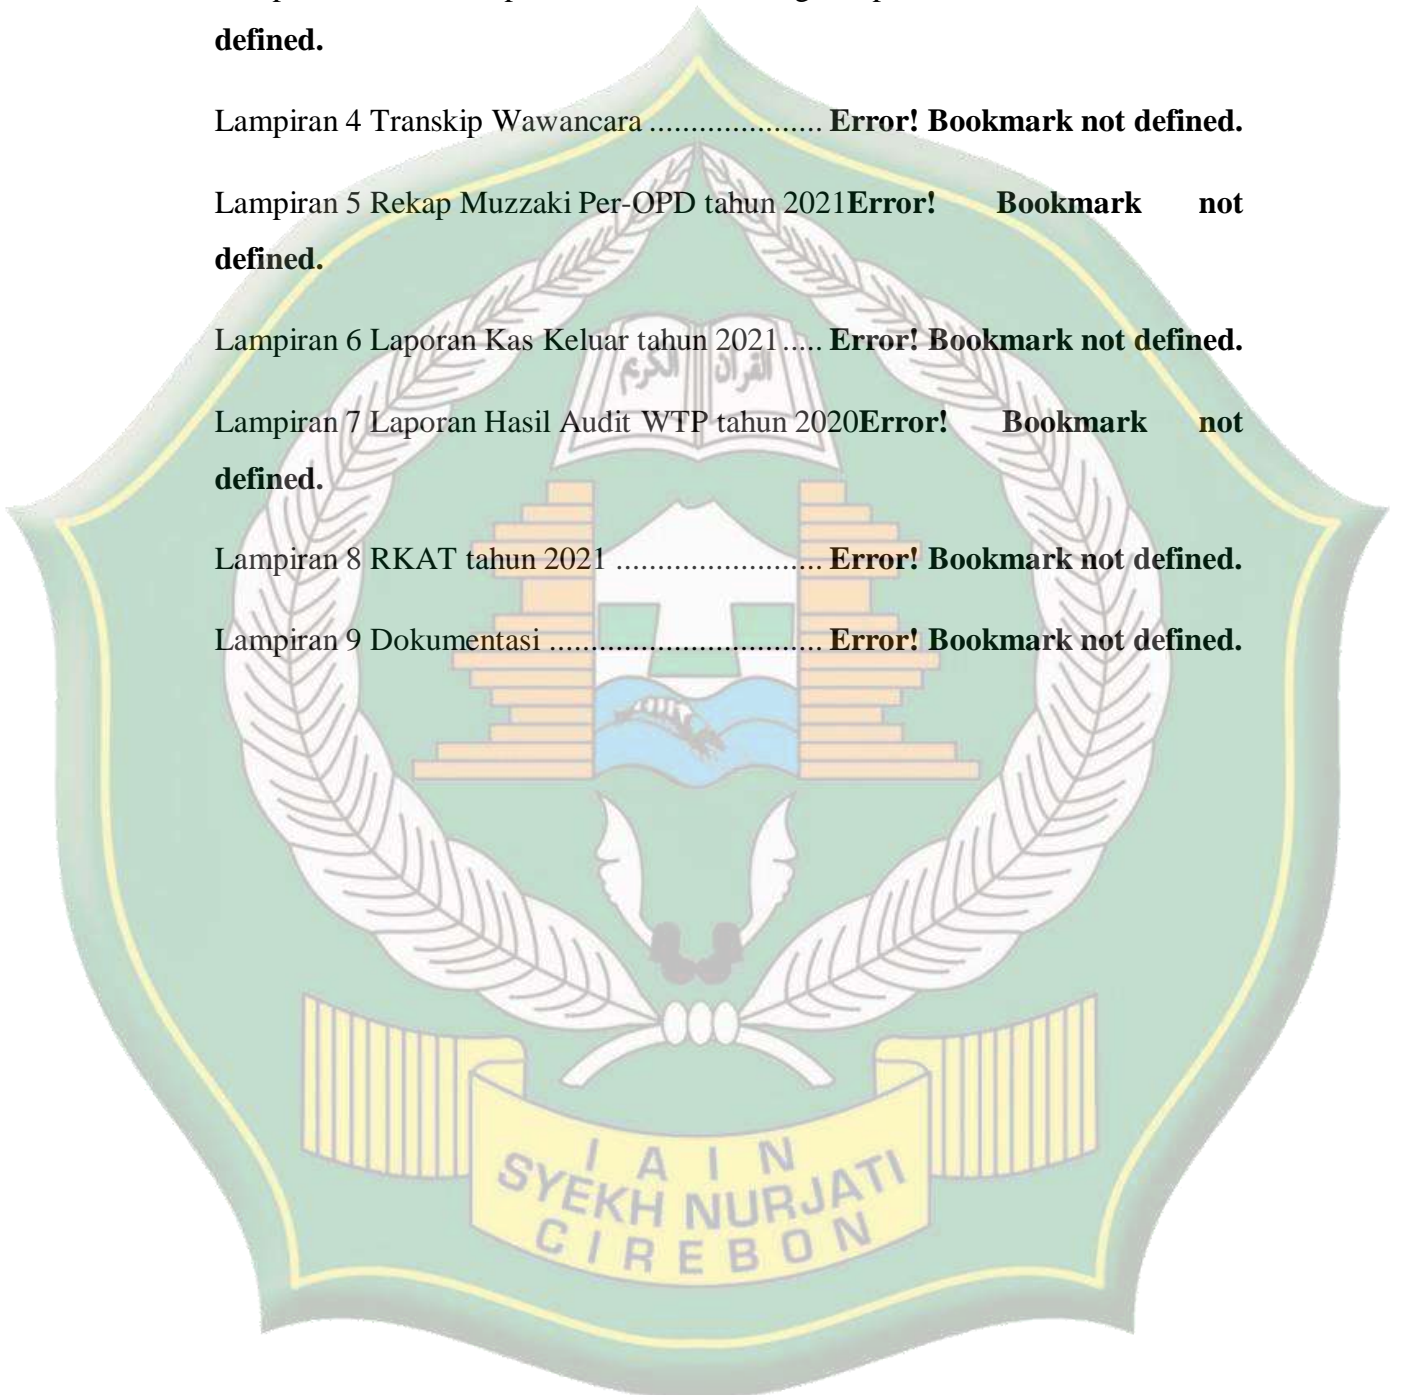 defined.
Lampiran 4 Transkip Wawancara ..................... Error! Bookmark not defined.
Lampiran 5 Rekap Muzzaki Per-OPD tahun 2021Error! Bookmark not
defined.
Lampiran 6 Laporan Kas Keluar tahun 2021..... Error! Bookmark not defined.
القرآن الكريم
Lampiran 7 Laporan Hasil Audit WTP tahun 2020Error! Bookmark not
defined.
Lampiran 8 RKAT tahun 2021 ......................... Error! Bookmark not defined.
Lampiran 9 Dokumentasi ................................. Error! Bookmark not defined.
IAIN
SYEKH NURJATI
CIREBON